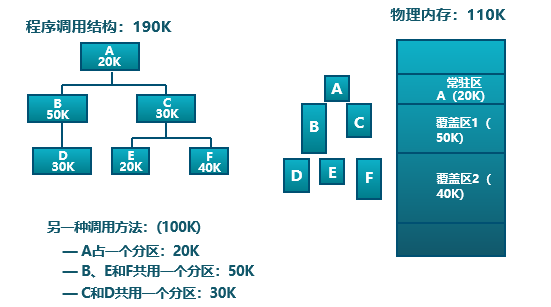 程序调用结构：190K
物理内存：110K
A
20K
B
50K
C
30K
D
30K
E
20K
F
40K
A
B
C
D
E
F
常驻区
A（20K）
覆盖区1（
50K）
覆盖区2（
40K）
另一种调用方法：(100K)
— A占一个分区：20K
— B、E和F共用一个分区：50K
— C和D共用一个分区：30K